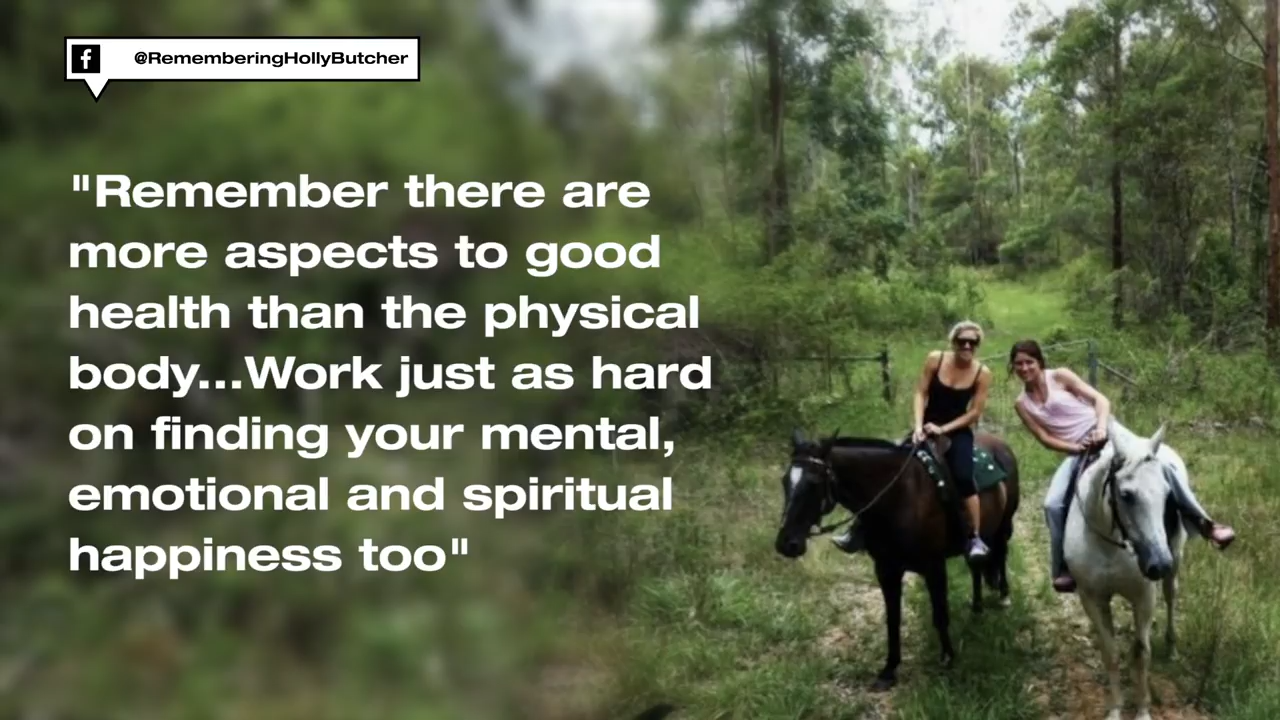 @RememberingHollyButcher
"Remember there are
more aspects to good
health than the physical
body...Work just as hard
on finding your mental,
emotional and spiritual
happiness too"